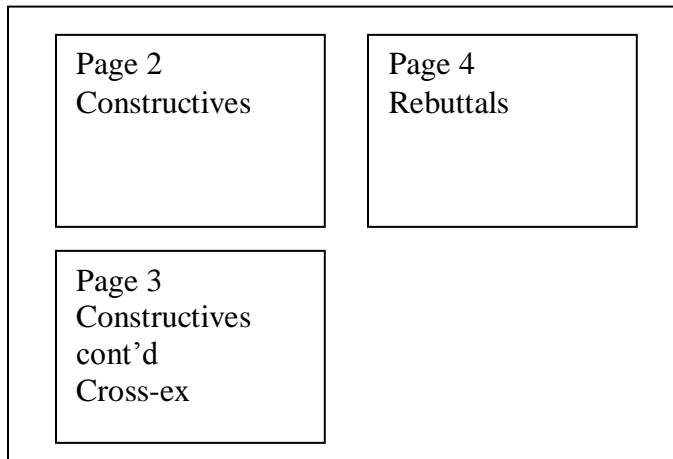 Page 2
Constructives
Page 4
Rebuttals
Page 3
Constructives
cont’d
Cross-ex